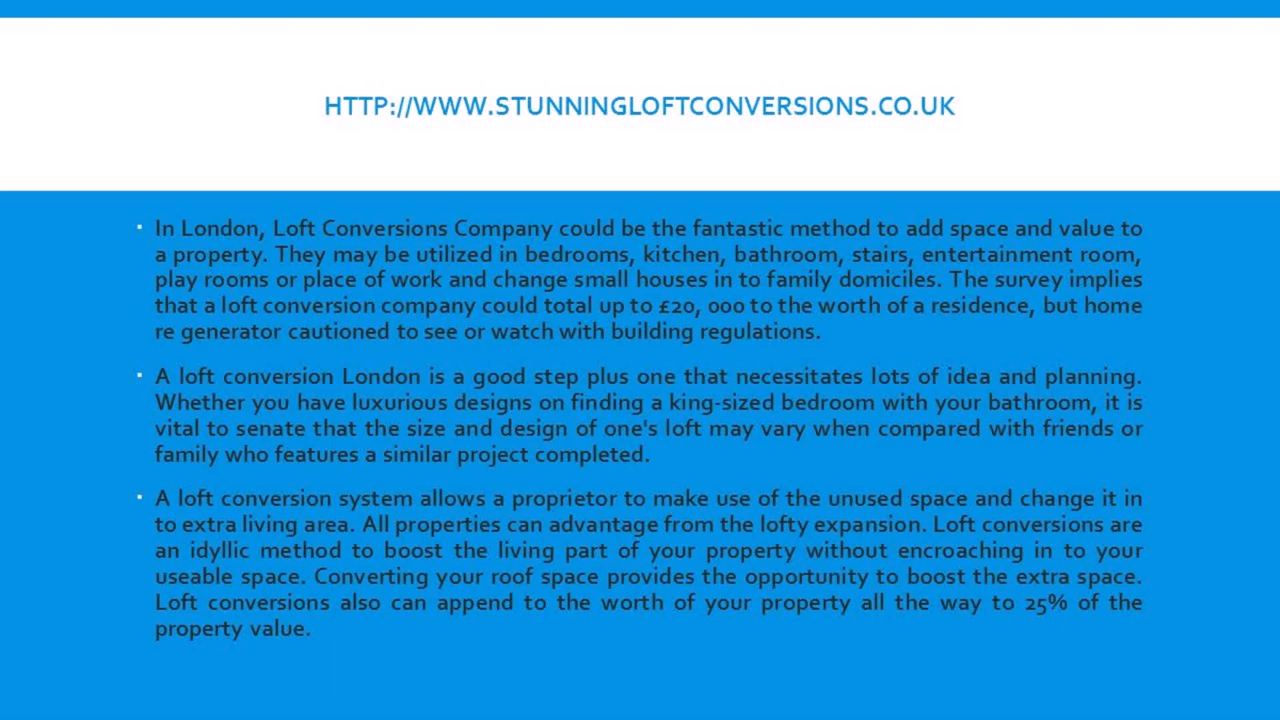 HTTP://WWW.STUNNINGLOFTCONVERSIONS.CO.UK
▪ In London, Loft Conversions Company could be the fantastic method to add space and value to
a property. They may be utilized in bedrooms, kitchen, bathroom, stairs, entertainment room,
play rooms or place of work and change small houses in to family domiciles. The survey implies
that a loft conversion company could total up to £20, 000 to the worth of a residence, but home
re generator cautioned to see or watch with building regulations.
▪ A loft conversion London is a good step plus one that necessitates lots of idea and planning.
Whether you have luxurious designs on finding a king-sized bedroom with your bathroom, it is
vital to senate that the size and design of one's loft may vary when compared with friends or
family who features a similar project completed.
▪ A loft conversion system allows a proprietor to make use of the unused space and change it in
to extra living area. All properties can advantage from the lofty expansion. Loft conversions are
an idyllic method to boost the living part of your property without encroaching in to your
useable space. Converting your roof space provides the opportunity to boost the extra space.
Loft conversions also can append to the worth of your property all the way to 25% of the
property value.